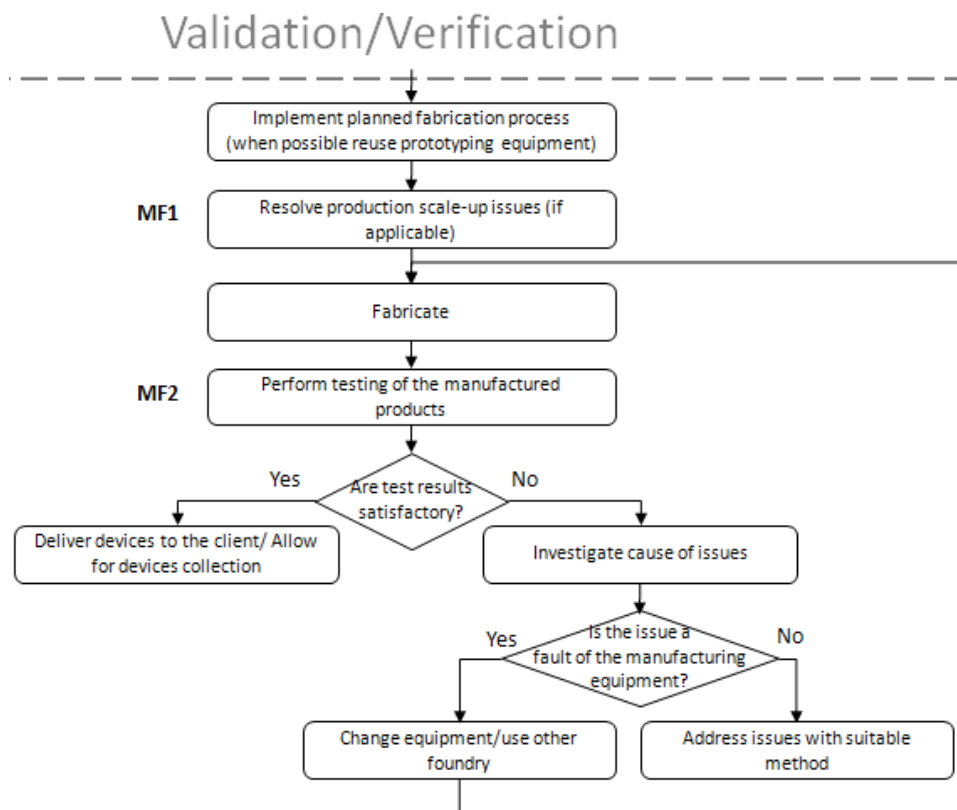 Validation/Verification
Implement planned fabrication process
(when possible reuse prototyping equipment)
MF1
Resolve production scale-up issues (if
applicable)
Fabricate
MF2
Perform testing of the manufactured
products
Yes
Are test results
satisfactory?
No
Deliver devices to the client/ Allow
for devices collection
Investigate cause of issues
Yes
Is the issue a
fault of the manufacturing
equipment?
No
Change equipment/use other
foundry
Address issues with suitable
method